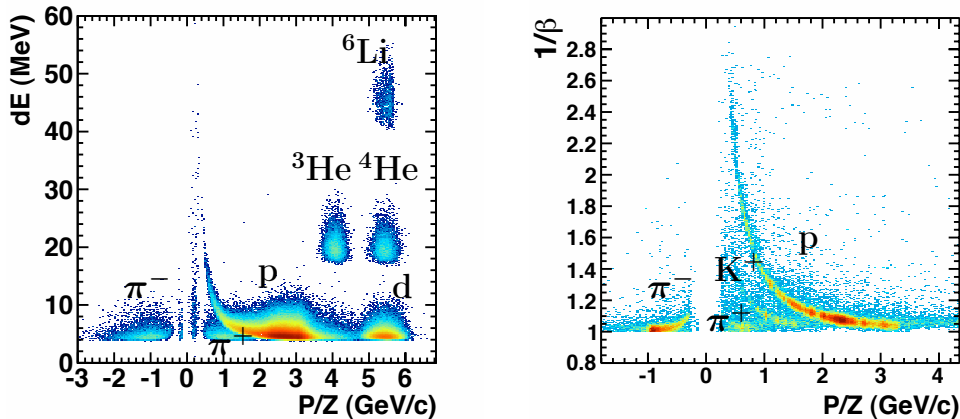 dE (MeV)
60
50
40
30
20
10
0
⁶Li
³He ⁴He
π⁻
p
d
π⁺
-3 -2 -1 0 1 2 3 4 5 6
P/Z (GeV/c)
1/β
2.8
2.6
2.4
2.2
2
1.8
1.6
1.4
1.2
1
0.8
p
K⁺
π⁻
π⁺
-1 0 1 2 3 4
P/Z (GeV/c)